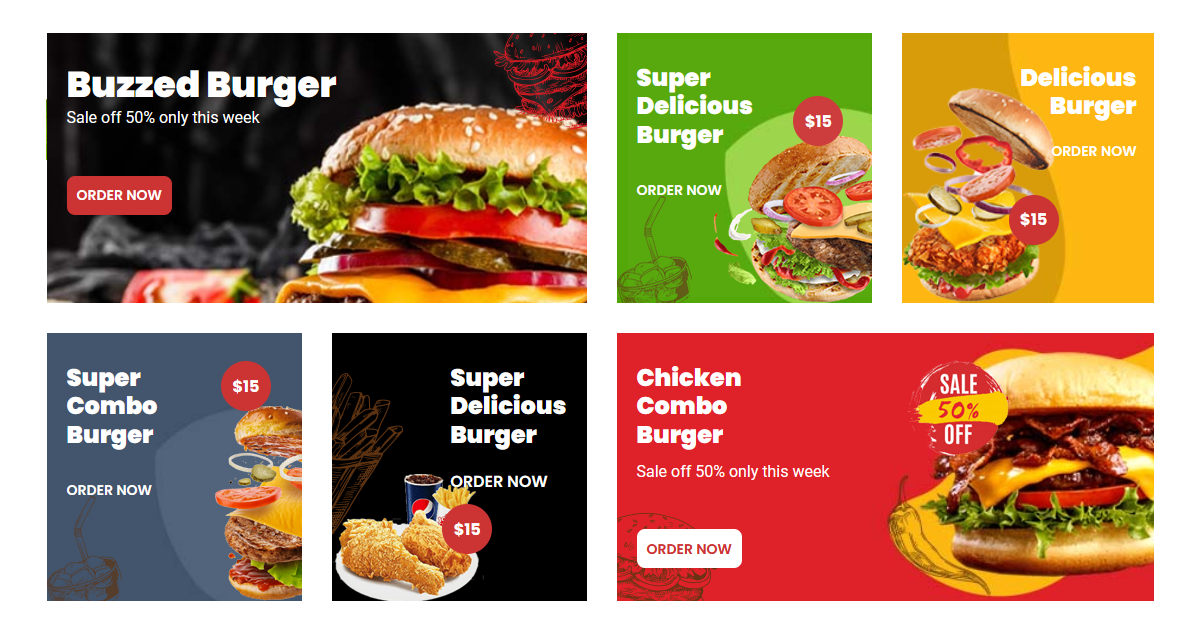 Buzzed Burger
Sale off 50% only this week
ORDER NOW
Super
Delicious
Burger
$15
ORDER NOW
Delicious
Burger
ORDER NOW
$15
Super
Combo
Burger
$15
ORDER NOW
Super
Delicious
Burger
ORDER NOW
$15
Chicken
Combo
Burger
Sale off 50% only this week
ORDER NOW
SALE
50%
OFF